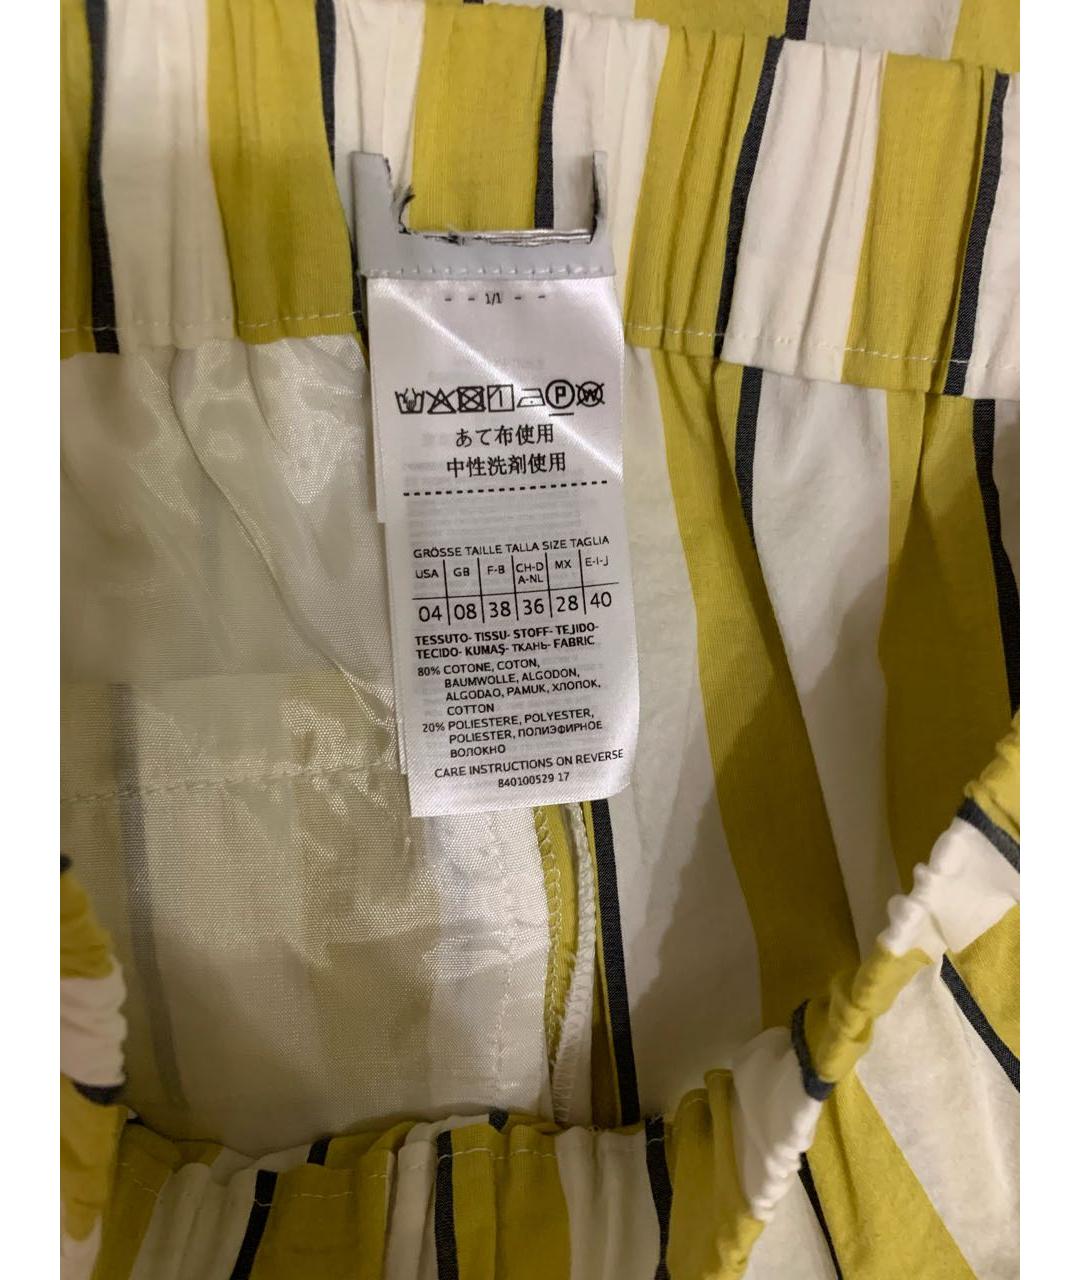 - - 1/1 - -
あて布使用
中性洗剤使用
GRÖSSE TAILLE TALLA SIZE TAGLIA
USA GB F-B CH-D A-NL MX E-I-J
04 08 38 36 28 40
TESSUTO- TISSU- STOFF- TEJIDO-
TECIDO- KUMAŞ- ТКАНЬ- FABRIC
80% COTONE, COTON,
BAUMWOLLE, ALGODON,
ALGODAO, PAMUK, ХЛОПОК,
COTTON
20% POLIESTERE, POLYESTER,
POLIESTER, ПОЛИЭФИРНОЕ
ВОЛОКНО
CARE INSTRUCTIONS ON REVERSE
840100529 17